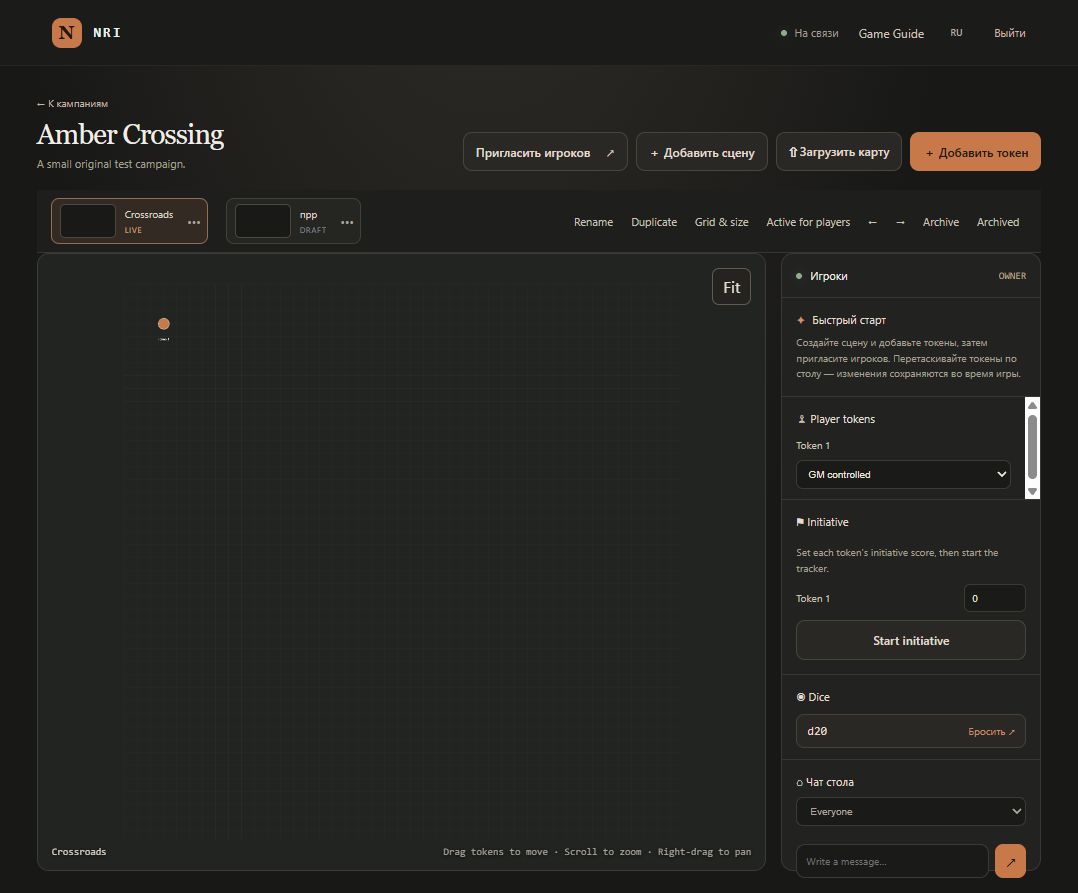 N NRI
На связи Game Guide RU Выйти
← К кампаниям
Amber Crossing
A small original test campaign.
Пригласить игроков ↗ + Добавить сцену ⇧Загрузить карту + Добавить токен
Crossroads
LIVE
•••
npp
DRAFT
•••
Rename Duplicate Grid & size Active for players ← → Archive Archived
Fit
Crossroads
Drag tokens to move · Scroll to zoom · Right-drag to pan
Игроки OWNER
✦ Быстрый старт
Создайте сцену и добавьте токены, затем
пригласите игроков. Перетаскивайте токены по
столу — изменения сохраняются во время игры.
♙ Player tokens
Token 1
GM controlled
⚑ Initiative
Set each token's initiative score, then start the
tracker.
Token 1 0
Start initiative
◉ Dice
d20 Бросить ↗
○ Чат стола
Everyone
Write a message... ↗